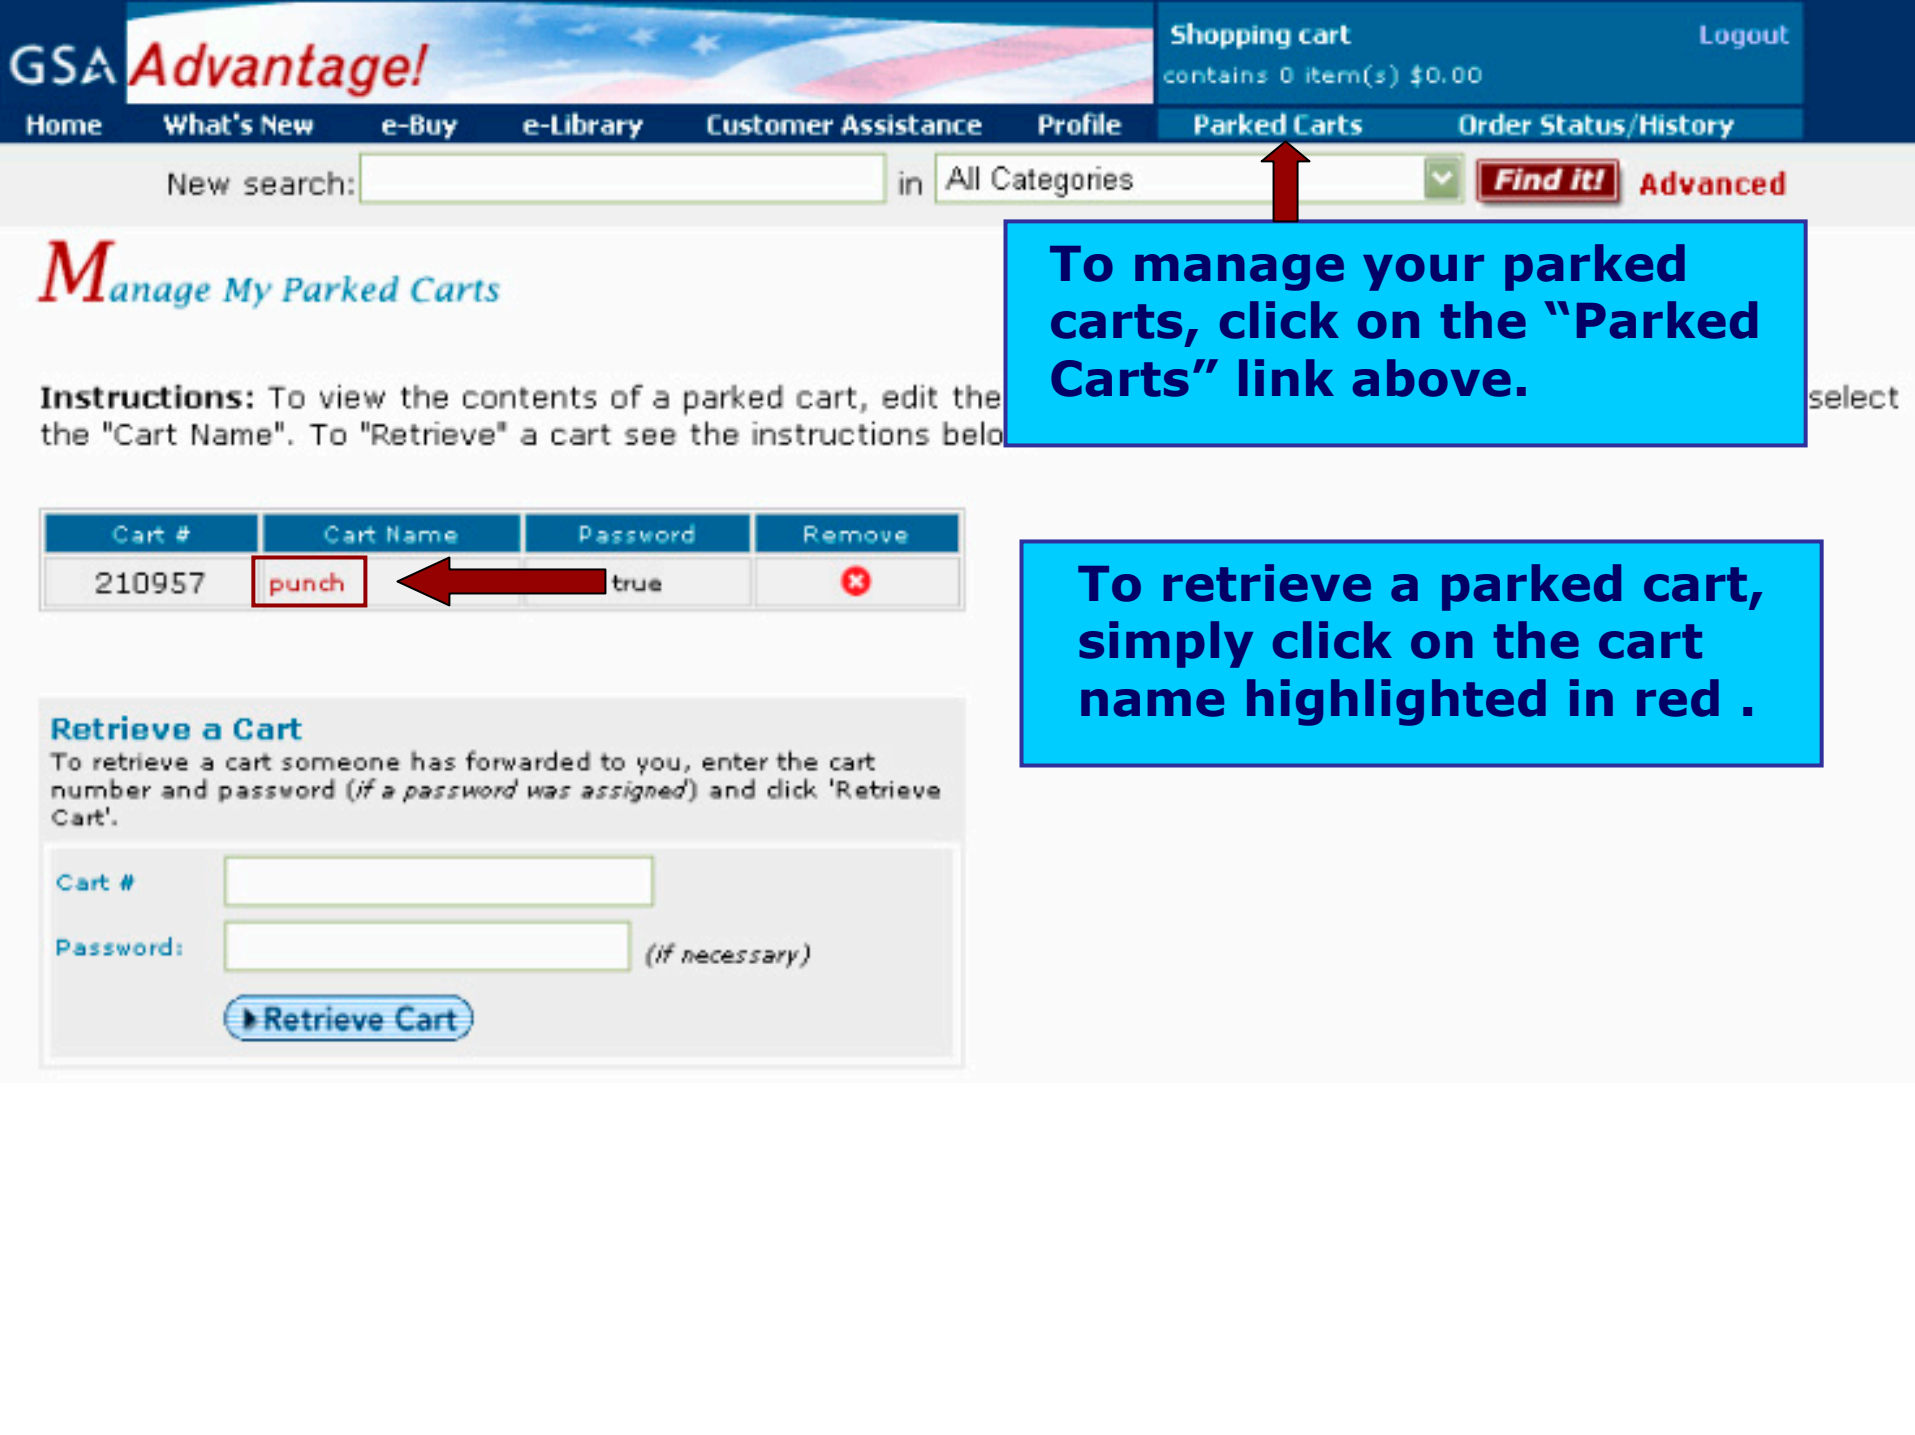 GSA Advantage!
Shopping cart
Logout
contains 0 item(s) $0.00
Home What's New e-Buy e-Library Customer Assistance Profile Parked Carts Order Status/History
New search: in All Categories Find it! Advanced
Manage My Parked Carts
To manage your parked
carts, click on the “Parked
Carts” link above.
Instructions: To view the contents of a parked cart, edit the select
the "Cart Name". To "Retrieve" a cart see the instructions belo
Cart # Cart Name Password Remove
210957 punch true
To retrieve a parked cart,
simply click on the cart
name highlighted in red .
Retrieve a Cart
To retrieve a cart someone has forwarded to you, enter the cart
number and password (if a password was assigned) and click 'Retrieve
Cart'.
Cart #
Password: (if necessary)
Retrieve Cart